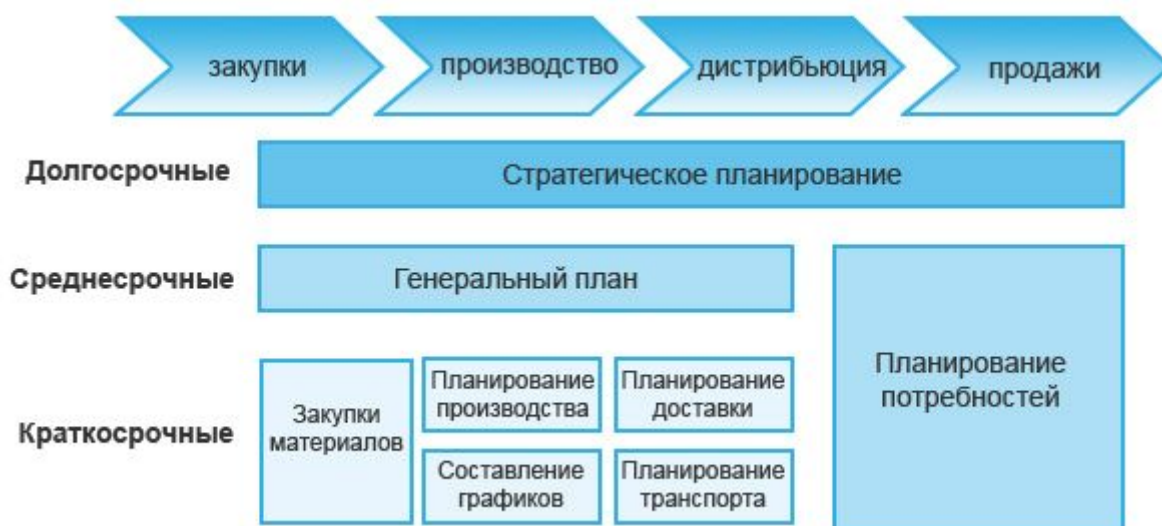 закупки
производство
дистрибьюция
продажи
Долгосрочные
Стратегическое планирование
Среднесрочные
Генеральный план
Планирование
потребностей
Краткосрочные
Закупки
материалов
Планирование
производства
Планирование
доставки
Составление
графиков
Планирование
транспорта